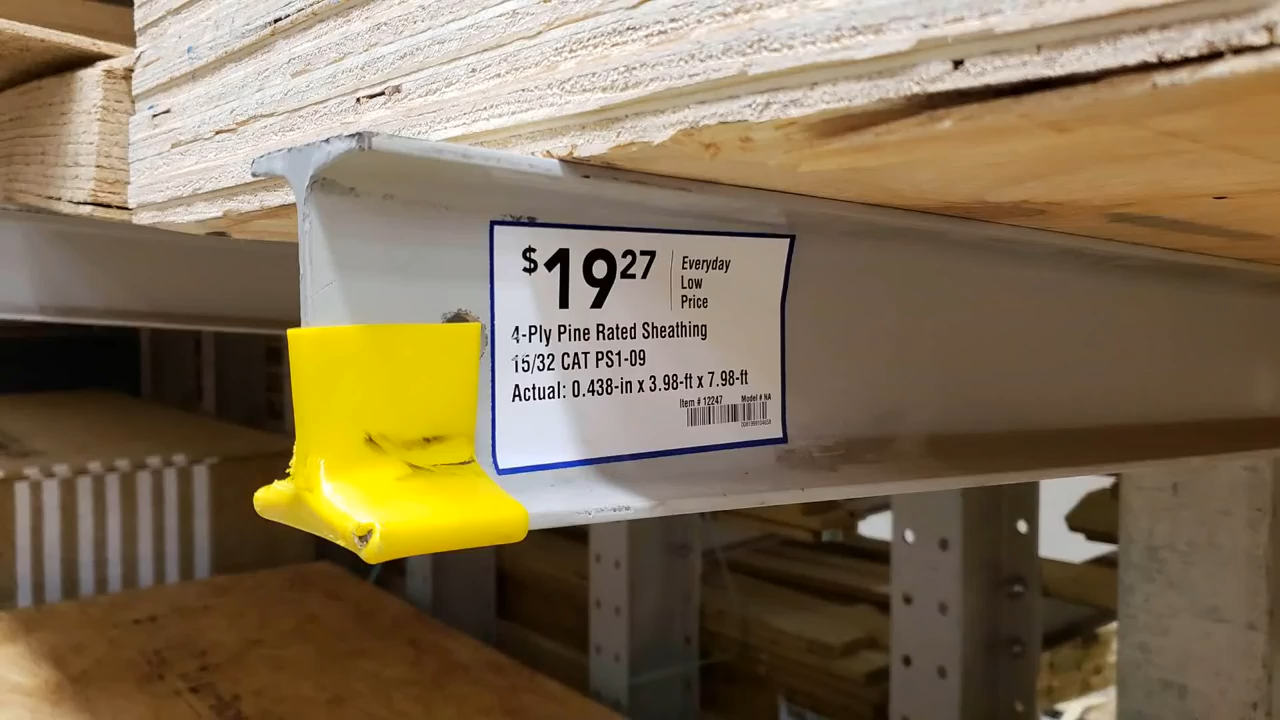 $19 27
Everyday
Low
Price
4-Ply Pine Rated Sheathing
15/32 CAT PS1-09
Actual: 0.438-in x 3.98-ft x 7.98-ft
Item # 12247 Model # NA